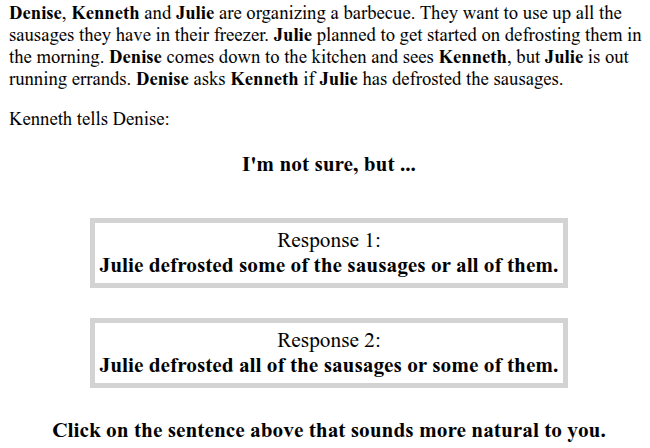 Denise, Kenneth and Julie are organizing a barbecue. They want to use up all the
sausages they have in their freezer. Julie planned to get started on defrosting them in
the morning. Denise comes down to the kitchen and sees Kenneth, but Julie is out
running errands. Denise asks Kenneth if Julie has defrosted the sausages.
Kenneth tells Denise:
I'm not sure, but ...
Response 1:
Julie defrosted some of the sausages or all of them.
Response 2:
Julie defrosted all of the sausages or some of them.
Click on the sentence above that sounds more natural to you.